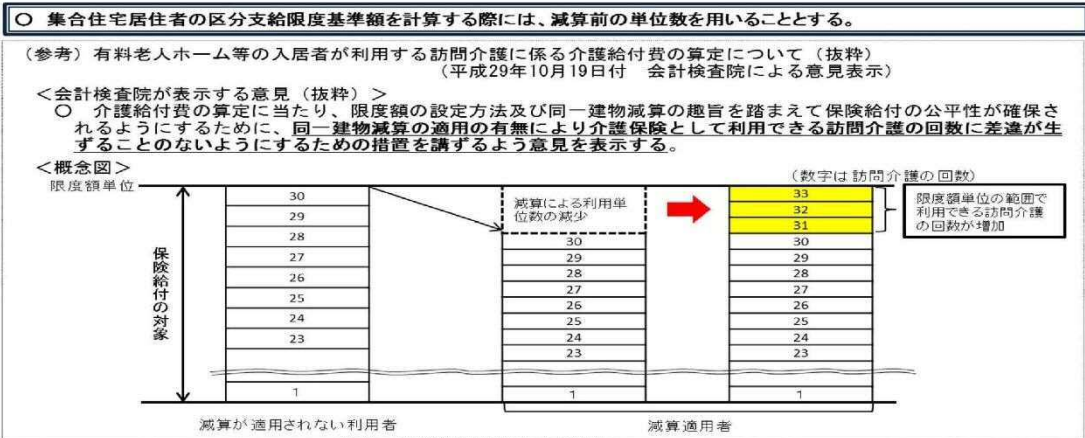 ○ 集合住宅居住者の区分支給限度基準額を計算する際には、減算前の単位数を用いることとする。
（参考）有料老人ホーム等の入居者が利用する訪問介護に係る介護給付費の算定について（抜粋）
（平成29年10月19日付　会計検査院による意見表示）
＜会計検査院が表示する意見（抜粋）＞
○　介護給付費の算定に当たり、限度額の設定方法及び同一建物減算の趣旨を踏まえて保険給付の公平性が確保さ
れるようにするために、同一建物減算の適用の有無により介護保険として利用できる訪問介護の回数に差違が生
ずることのないようにするための措置を講ずるよう意見を表示する。
＜概念図＞
（数字は訪問介護の回数）
限度額単位
保険給付の対象
30
29
28
27
26
25
24
23
1
減算が適用されない利用者
減算による利用単
位数の減少
30
29
28
27
26
25
24
23
1
33
32
31
30
29
28
27
26
25
24
23
1
減算適用者
限度額単位の範囲で
利用できる訪問介護
の回数が増加